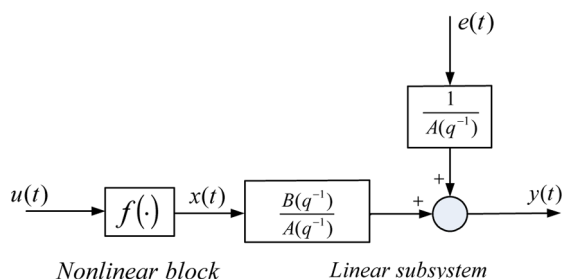 e(t)
1
A(q⁻¹)
+
u(t)
f(·)
x(t)
B(q⁻¹)
A(q⁻¹)
+
y(t)
Nonlinear block
Linear subsystem